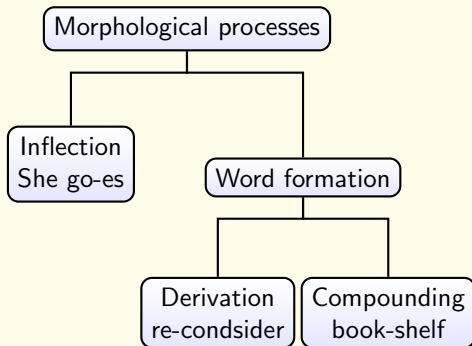 Morphological processes
Inflection
She go-es
Word formation
Derivation
re-condsider
Compounding
book-shelf